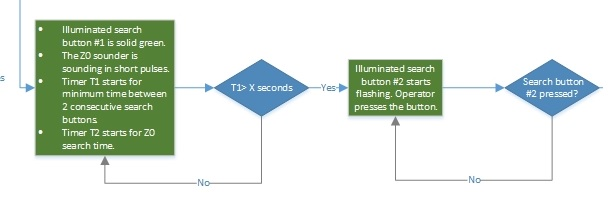 s
Illuminated search
button #1 is solid green.
The Z0 sounder is
sounding in short pulses.
Timer T1 starts for
minimum time between
2 consecutive search
buttons.
Timer T2 starts for Z0
search time.
T1> X seconds
Yes
No
Illuminated search
button #2 starts
flashing. Operator
presses the button.
Search button
#2 pressed?
No